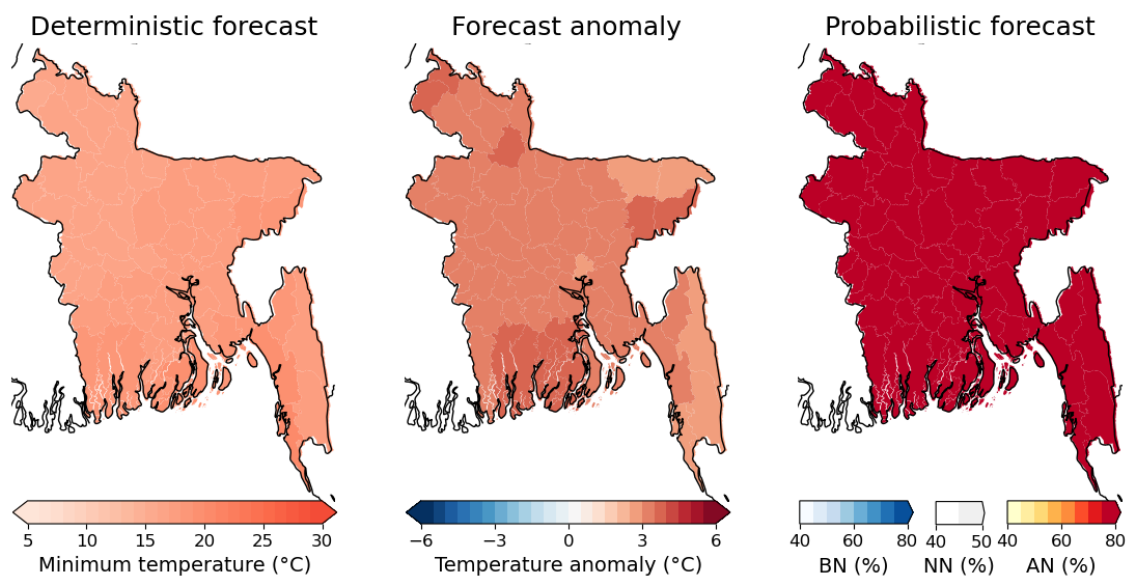 Deterministic forecast
Forecast anomaly
Probabilistic forecast
5 10 15 20 25 30
Minimum temperature (°C)
−6 −3 0 3 6
Temperature anomaly (°C)
40 60 80
BN (%)
40 50
NN (%)
40 60 80
AN (%)